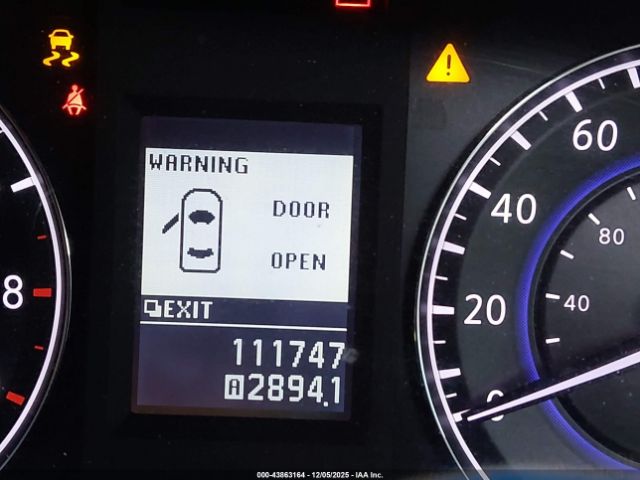 WARNING
DOOR
OPEN
EXIT
111747
A 2894.1
8
60
40
20
0
80
40
000-43863164 - 12/05/2025 - IAA Inc.